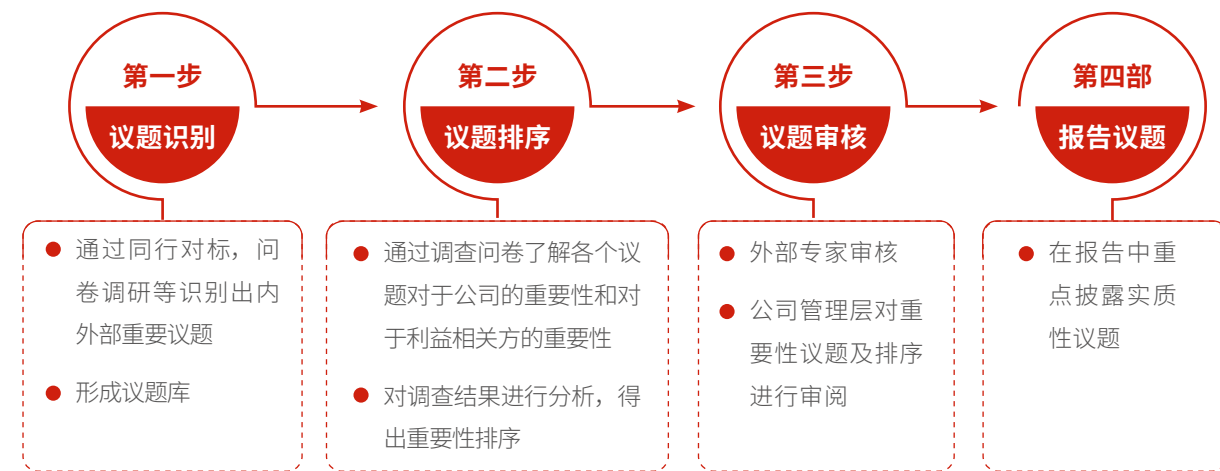 第一步
议题识别
通过同行对标，问
卷调研等识别出内
外部重要议题
形成议题库
第二步
议题排序
通过调查问卷了解各个议
题对于公司的重要性和对
于利益相关方的重要性
对调查结果进行分析，得
出重要性排序
第三步
议题审核
外部专家审核
公司管理层对重
要性议题及排序
进行审阅
第四部
报告议题
在报告中重
点披露实质
性议题